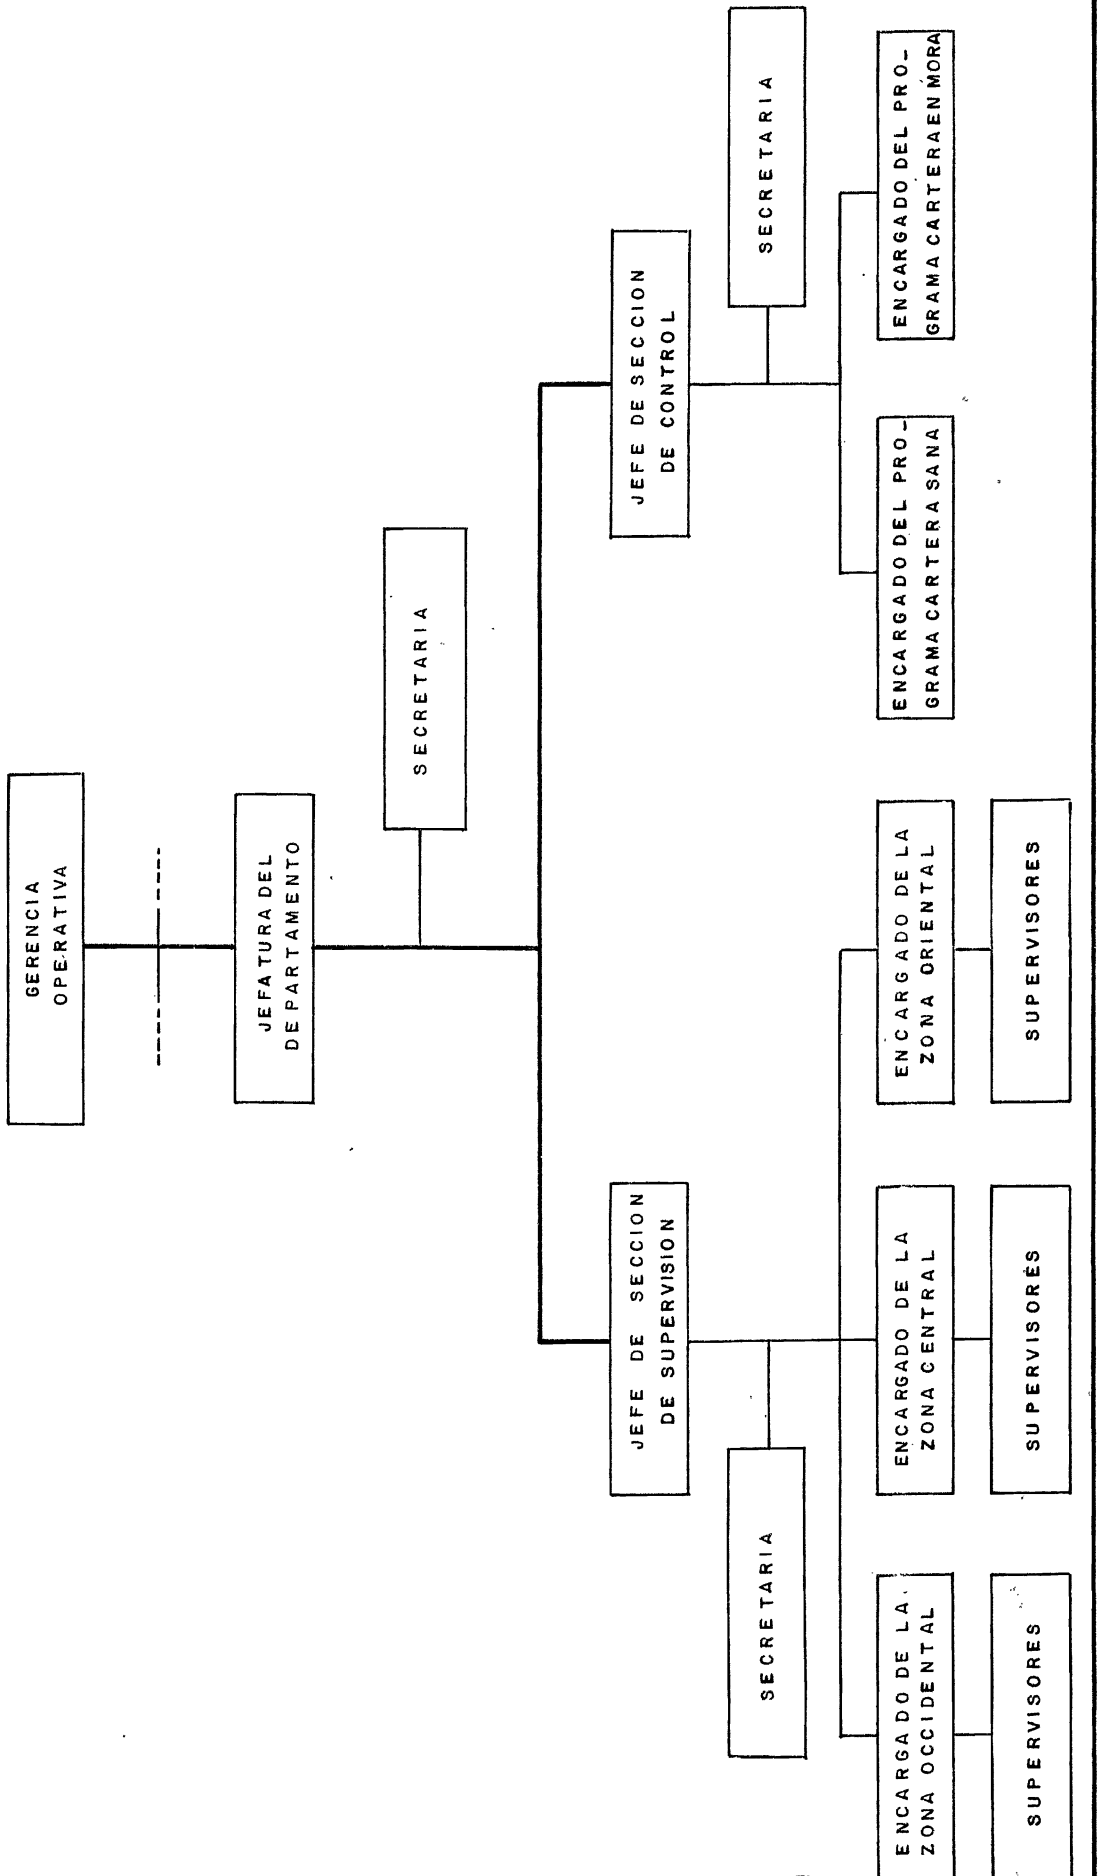 GERENCIA
OPERATIVA
JEFATURA DEL
DEPARTAMENTO
SECRETARIA
JEFE DE SECCION
DE SUPERVISION
JEFE DE SECCION
DE CONTROL
SECRETARIA
SECRETARIA
ENCARGADO DE LA
ZONA OCCIDENTAL
ENCARGADO DE LA
ZONA CENTRAL
ENCARGADO DE LA
ZONA ORIENTAL
ENCARGADO DEL PRO_
GRAMA CARTERA SANA
ENCARGADO DEL PRO_
GRAMA CARTERA EN MORA
SUPERVISORES
SUPERVISORES
SUPERVISORES